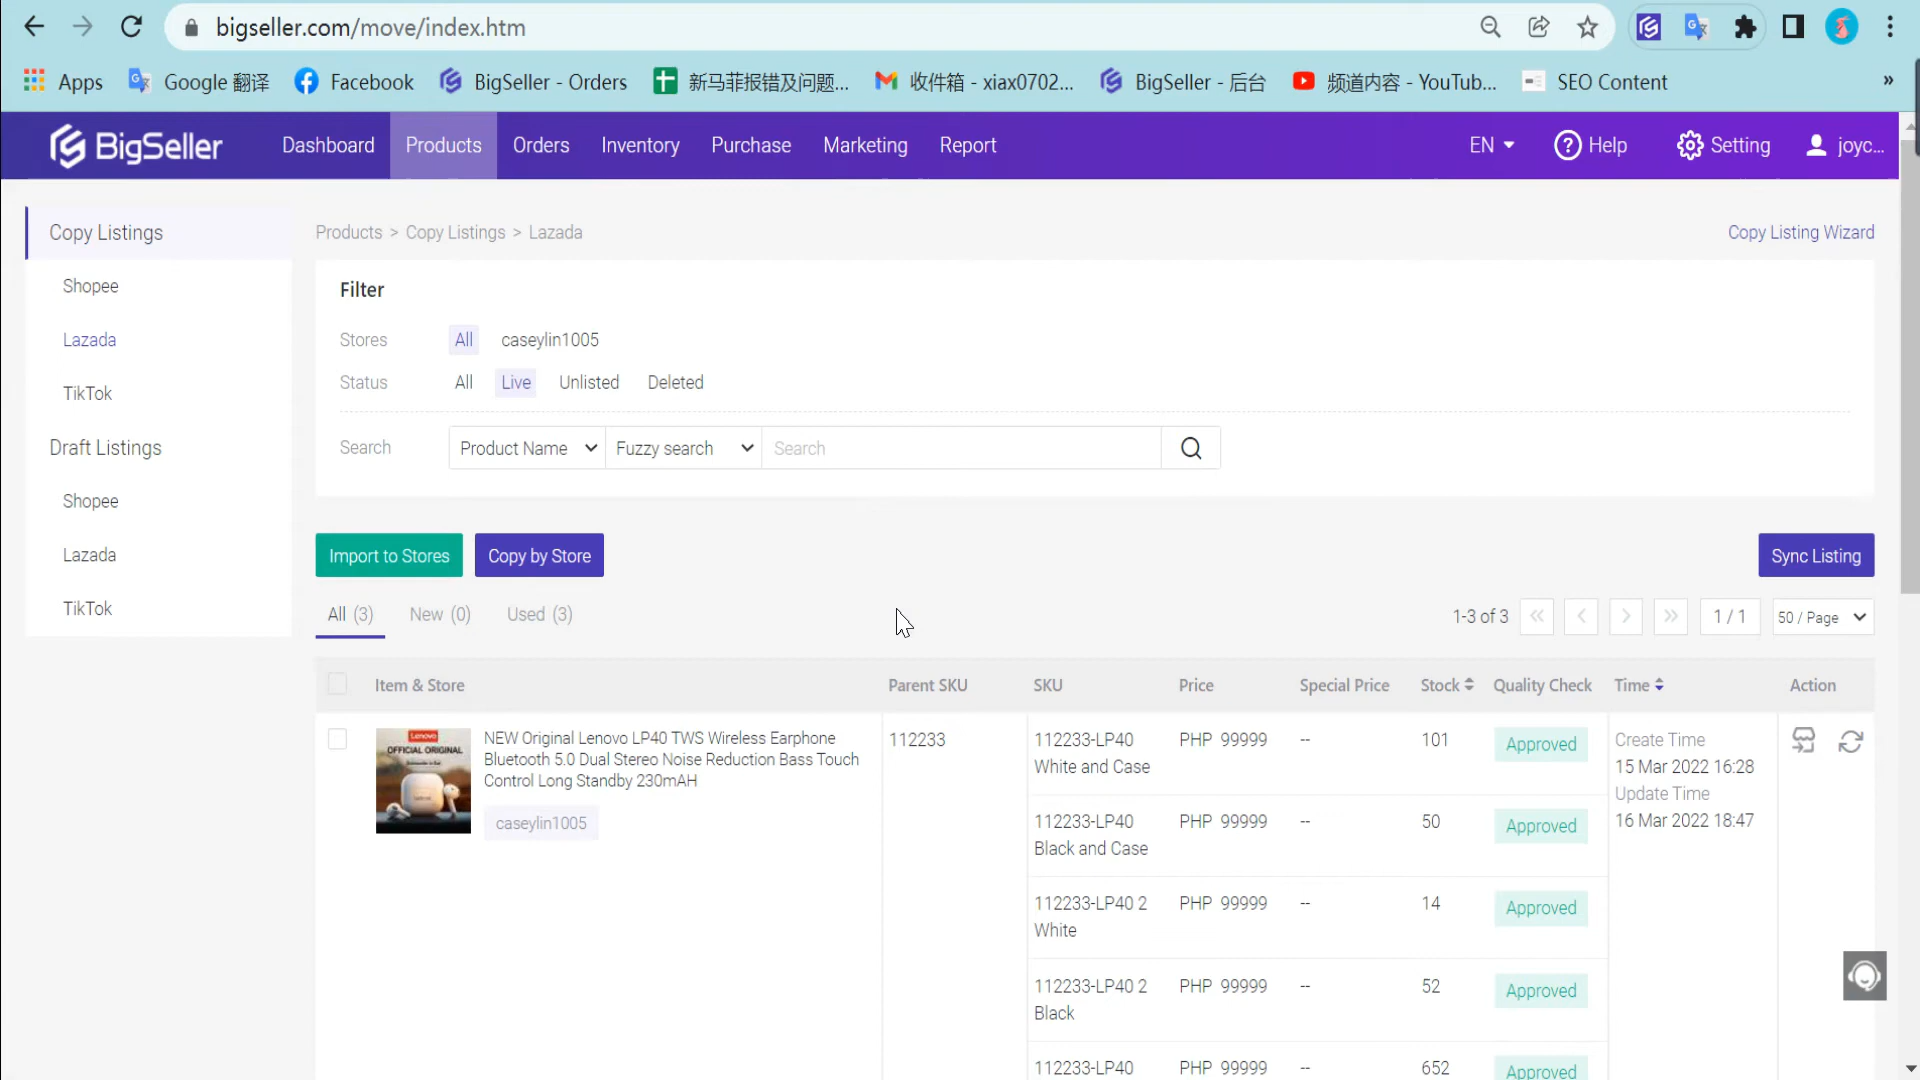 bigseller.com/move/index.htm
Apps Google 翻译 Facebook BigSeller - Orders 新马菲报错及问题... 收件箱 - xiax0702... BigSeller - 后台 频道内容 - YouTub... SEO Content »
BigSeller Dashboard Products Orders Inventory Purchase Marketing Report EN Help Setting joyc...
Copy Listings
Shopee
Lazada
TikTok
Draft Listings
Shopee
Lazada
TikTok
Products > Copy Listings > Lazada Copy Listing Wizard
Filter
Stores All caseylin1005
Status All Live Unlisted Deleted
Search Product Name Fuzzy search Search
Import to Stores Copy by Store Sync Listing
All (3) New (0) Used (3) 1-3 of 3 1 / 1 50 / Page
Item & Store Parent SKU SKU Price Special Price Stock Quality Check Time Action
Lenovo
OFFICIAL ORIGINAL
NEW Original Lenovo LP40 TWS Wireless Earphone
Bluetooth 5.0 Dual Stereo Noise Reduction Bass Touch
Control Long Standby 230mAH
caseylin1005
112233
112233-LP40 PHP 99999 -- 101 Approved
White and Case
112233-LP40 PHP 99999 -- 50 Approved
Black and Case
112233-LP40 2 PHP 99999 -- 14 Approved
White
112233-LP40 2 PHP 99999 -- 52 Approved
Black
112233-LP40 PHP 99999 -- 652 Approved
Create Time
15 Mar 2022 16:28
Update Time
16 Mar 2022 18:47